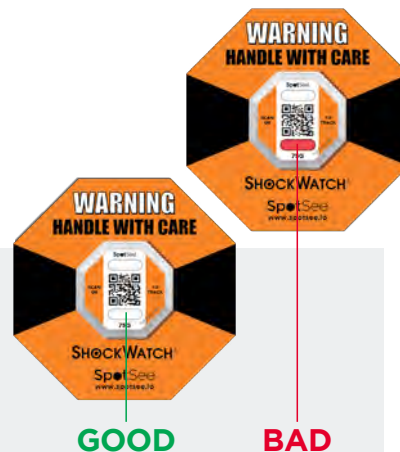 WARNING
HANDLE WITH CARE
SpotSee
75G
SHOCKWATCH
SpotSee
www.spotsee.io
WARNING
HANDLE WITH CARE
SpotSee
75G
SHOCKWATCH
SpotSee
www.spotsee.io
GOOD
BAD